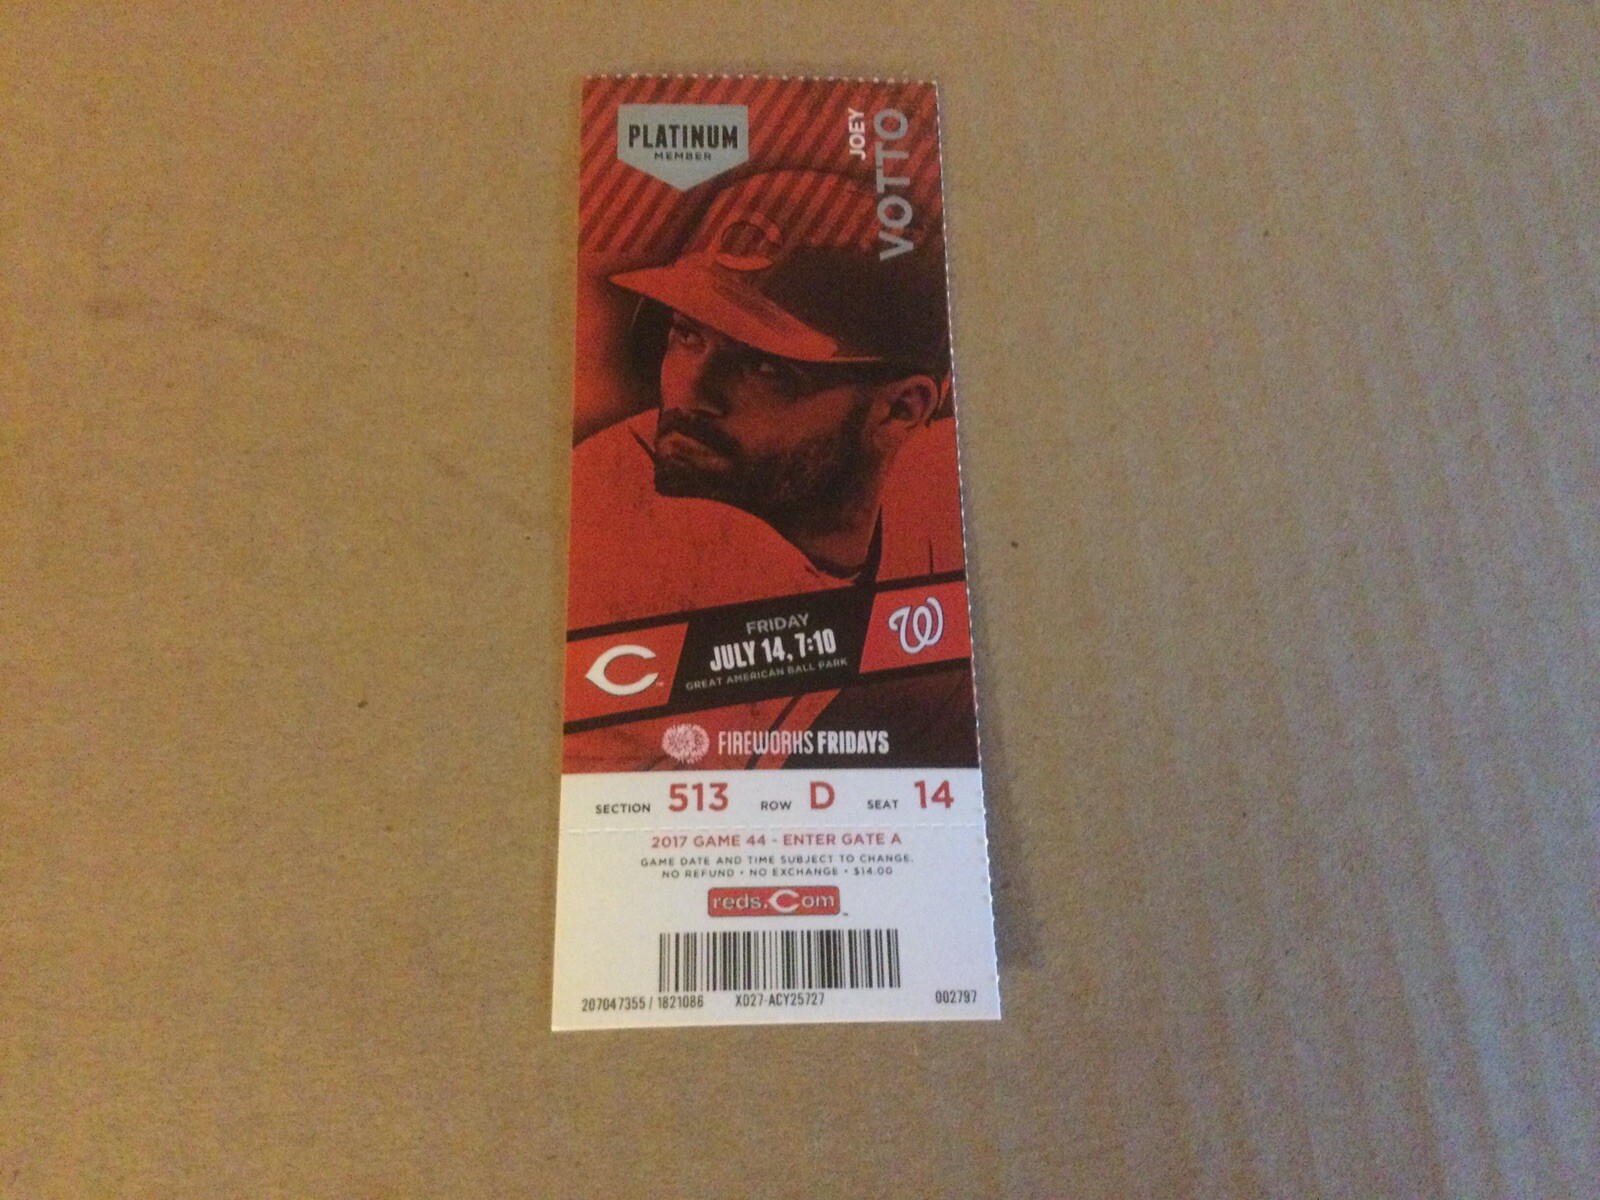 PLATINUM
MEMBER
JOEY
VOTTO
FRIDAY
JULY 14, 7:10
GREAT AMERICAN BALL PARK
FIREWORKS FRIDAYS
SECTION 513 ROW D SEAT 14
2017 GAME 44 - ENTER GATE A
GAME DATE AND TIME SUBJECT TO CHANGE.
NO REFUND • NO EXCHANGE • $14.00
reds.Com
207047355 / 1821086 XD27-ACY25727 002797